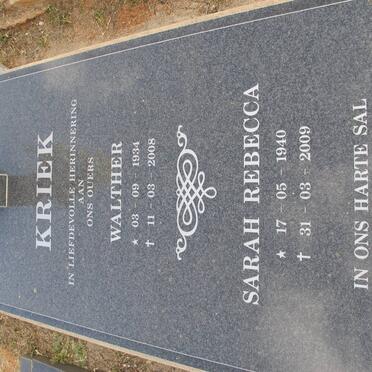 KRIEK
IN LIEFDEVOLLE HERINNERING
AAN
ONS OUERS
WALTHER
★ 03 - 09 - 1934
✝ 11 - 03 - 2008
SARAH REBECCA
★ 17 - 05 - 1940
✝ 31 - 03 - 2009
IN ONS HARTE SAL